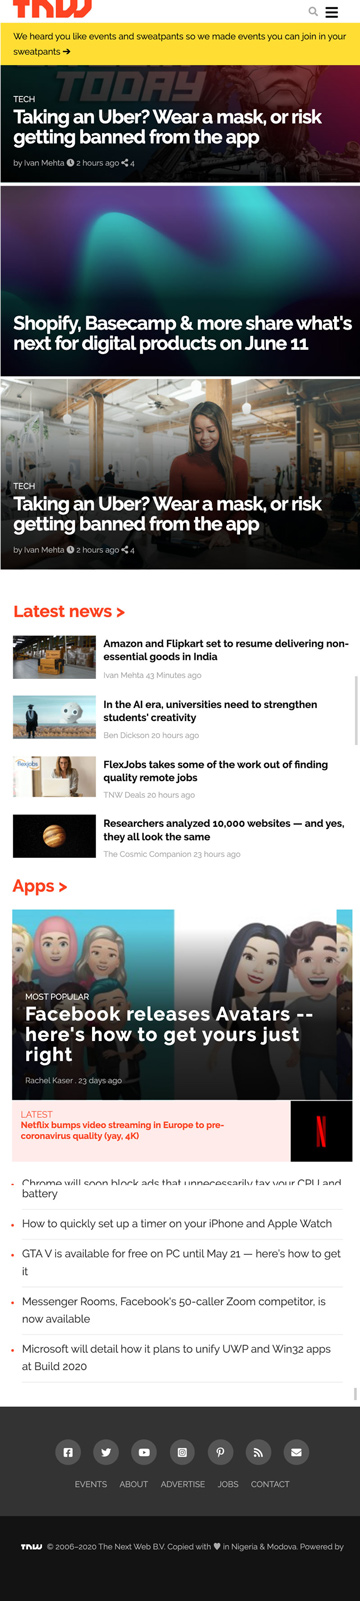 TNW
We heard you like events and sweatpants so we made events you can join in your
sweatpants ➔
TODAY
TECH
Taking an Uber? Wear a mask, or risk
getting banned from the app
by Ivan Mehta 2 hours ago 4
Shopify, Basecamp & more share what's
next for digital products on June 11
TECH
Taking an Uber? Wear a mask, or risk
getting banned from the app
by Ivan Mehta 2 hours ago 4
Latest news >
Amazon and Flipkart set to resume delivering non-
essential goods in India
Ivan Mehta 43 Minutes ago
In the AI era, universities need to strengthen
students' creativity
Ben Dickson 20 hours ago
flexjobs
FlexJobs takes some of the work out of finding
quality remote jobs
TNW Deals 20 hours ago
Researchers analyzed 10,000 websites — and yes,
they all look the same
The Cosmic Companion 23 hours ago
Apps >
MOST POPULAR
Facebook releases Avatars --
here's how to get yours just
right
Rachel Kaser . 23 days ago
LATEST
Netflix bumps video streaming in Europe to pre-
coronavirus quality (yay, 4K)
N
Chrome will soon block ads that unnecessarily tax your CPU and
battery
How to quickly set up a timer on your iPhone and Apple Watch
GTA V is available for free on PC until May 21 — here's how to get
it
Messenger Rooms, Facebook's 50-caller Zoom competitor, is
now available
Microsoft will detail how it plans to unify UWP and Win32 apps
at Build 2020
EVENTS ABOUT ADVERTISE JOBS CONTACT
TNW © 2006–2020 The Next Web B.V. Copied with 🖤 in Nigeria & Modova. Powered by